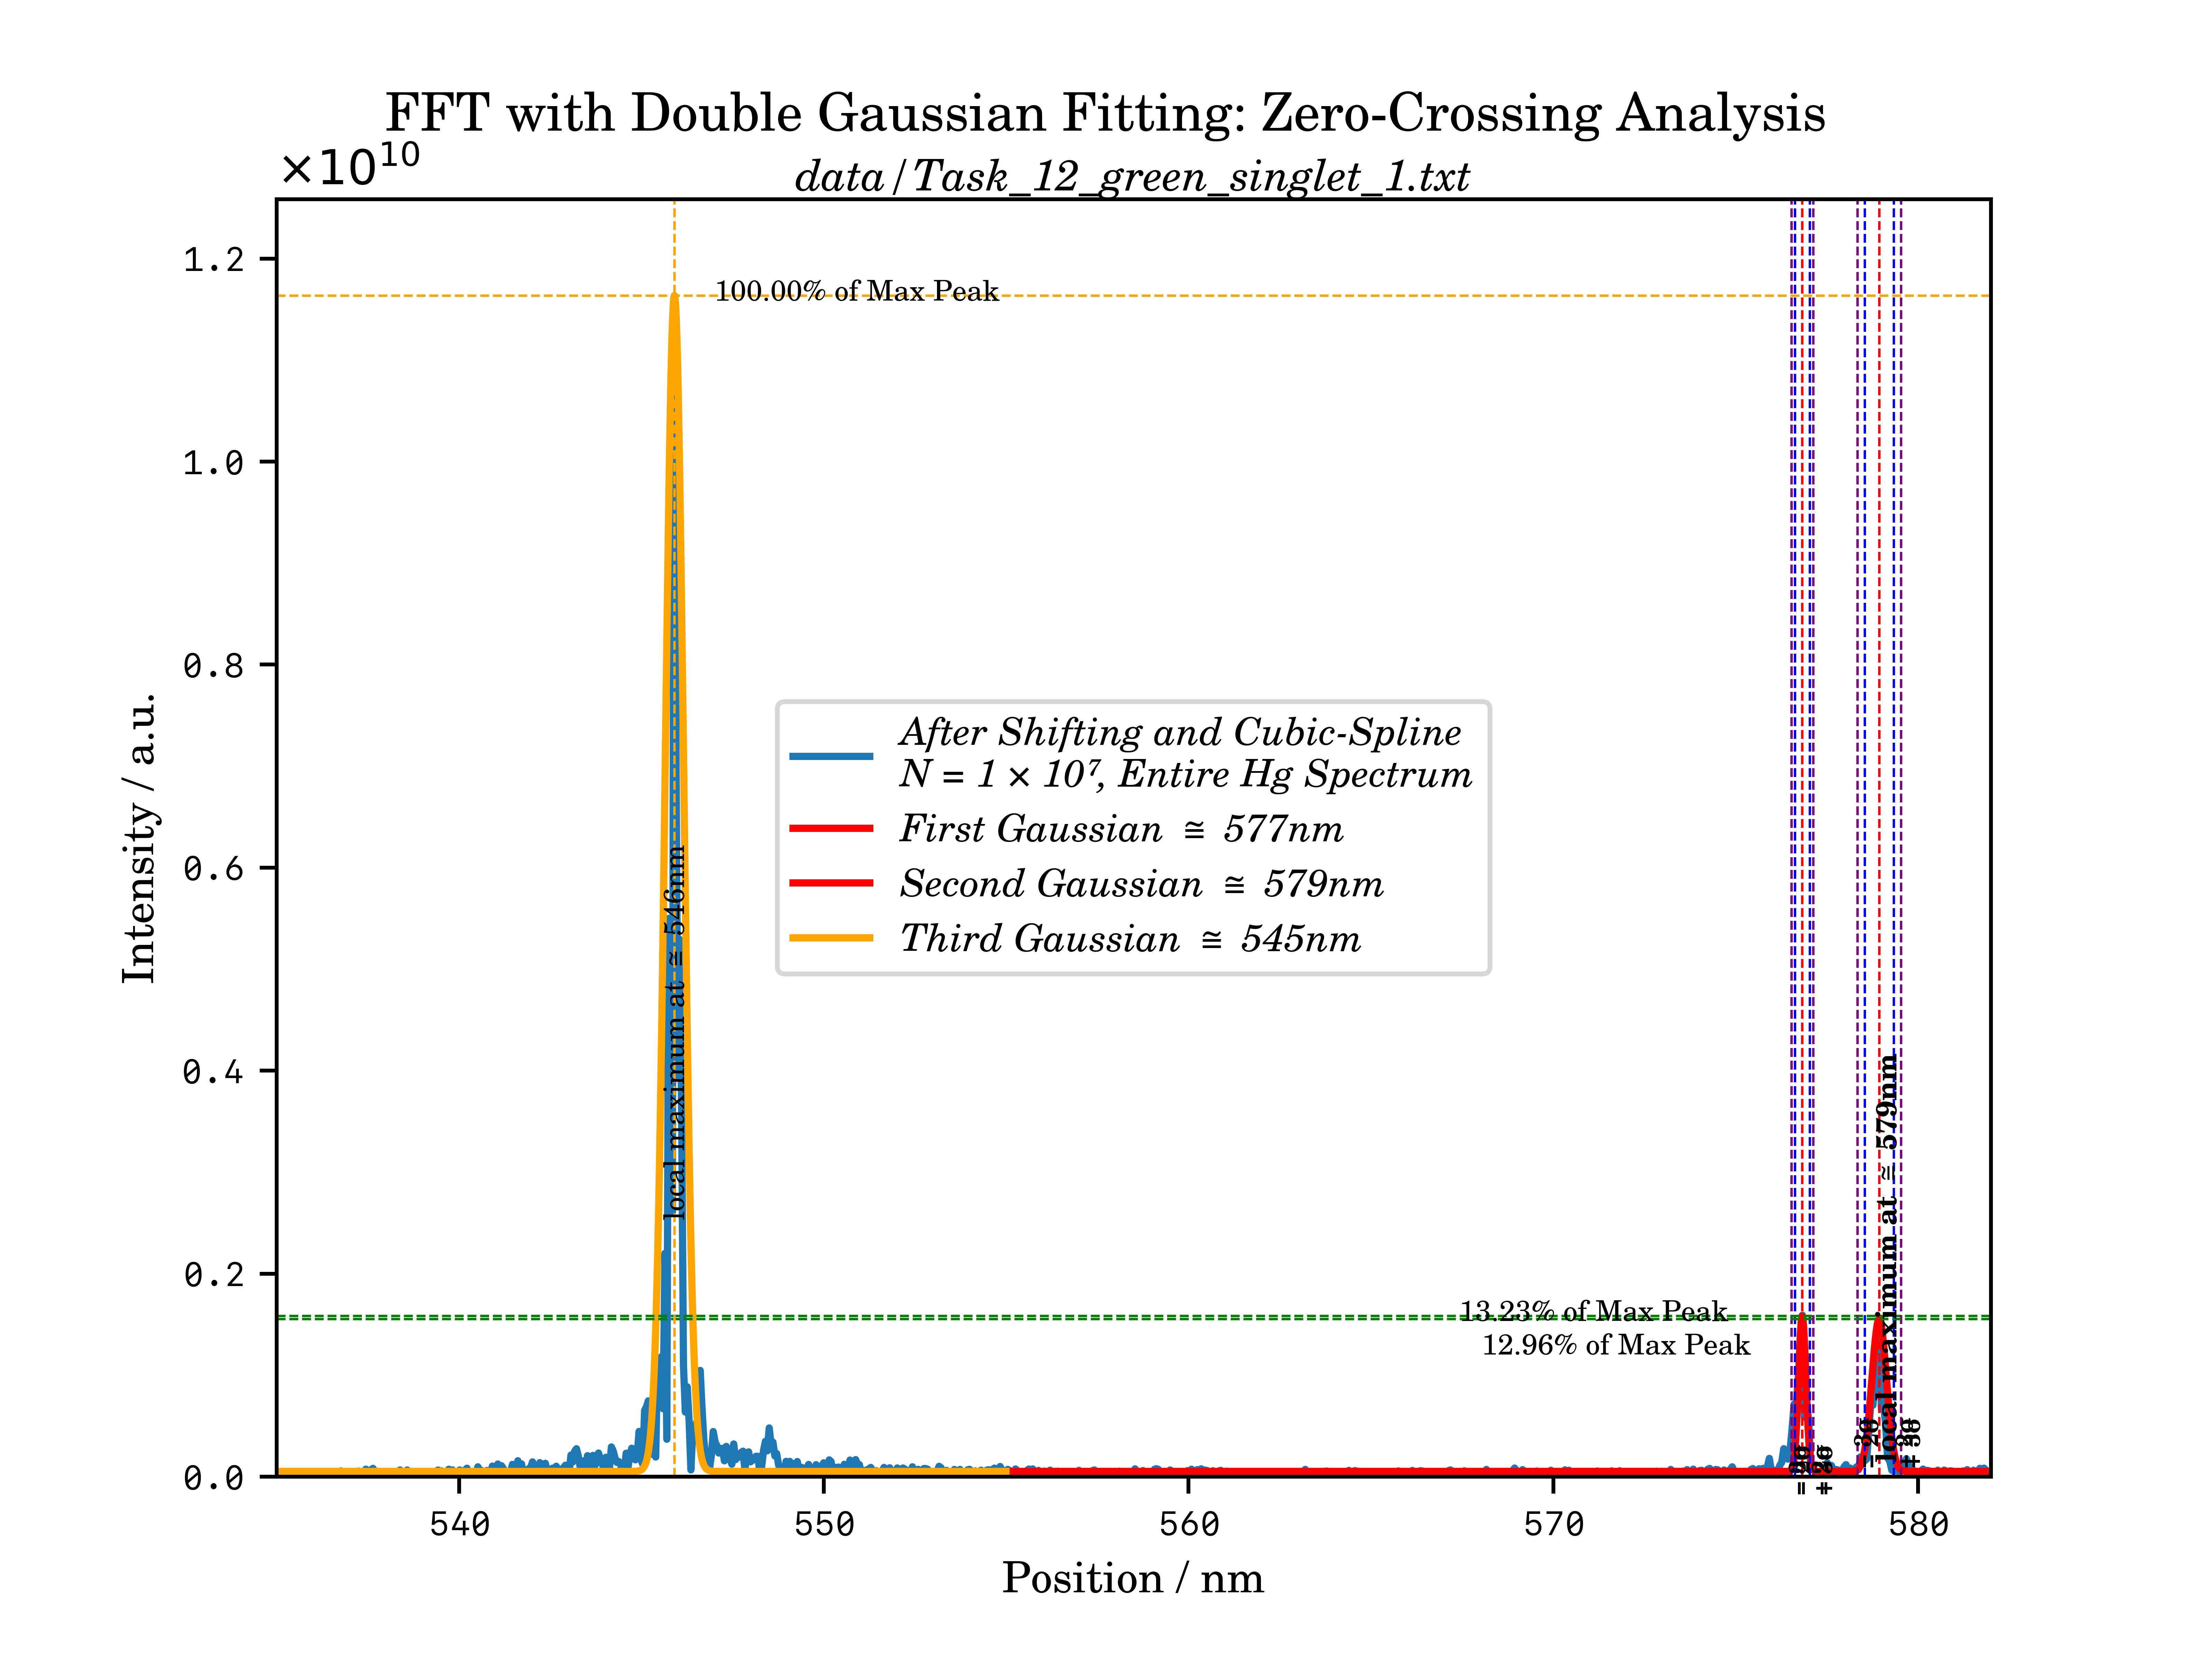 FFT with Double Gaussian Fitting: Zero-Crossing Analysis
×10¹⁰
data/Task_12_green_singlet_1.txt
1.2
1.0
0.8
0.6
0.4
0.2
0.0
Intensity / a.u.
100.00% of Max Peak
local maximum at ≅ 546nm
After Shifting and Cubic-Spline
N = 1 × 10⁷, Entire Hg Spectrum
First Gaussian ≅ 577nm
Second Gaussian ≅ 579nm
Third Gaussian ≅ 545nm
13.23% of Max Peak
12.96% of Max Peak
local maximum at ≅ 579nm
540
550
560
570
580
Position / nm